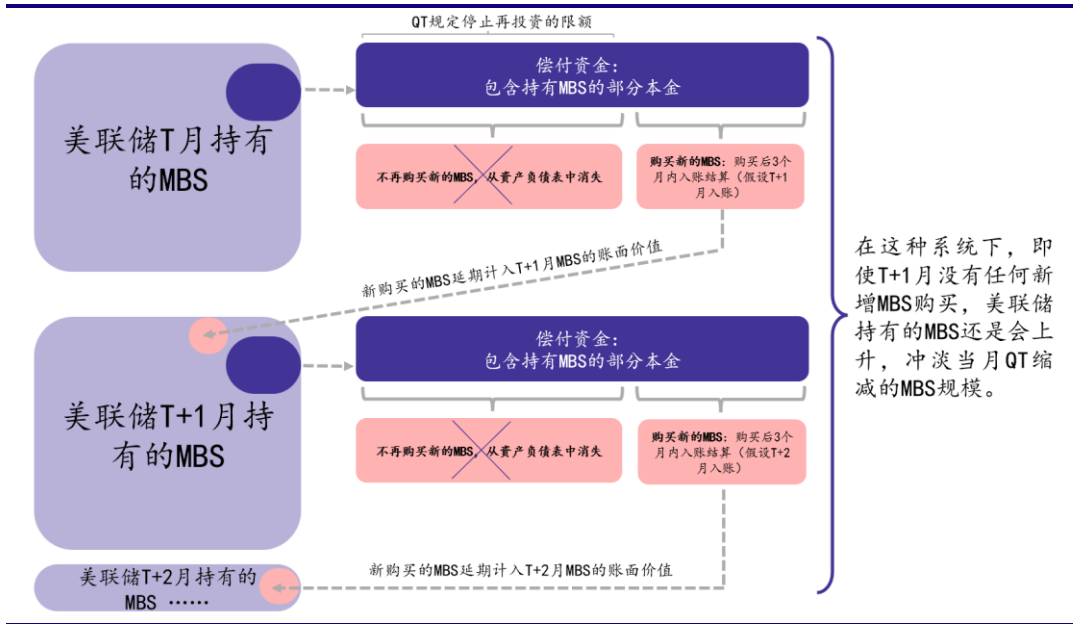 QT规定停止再投资的限额
偿付资金：
包含持有MBS的部分本金
美联储T月持有
的MBS
不再购买新的MBS，从资产负债表中消失
购买新的MBS：购买后3个
月内入账结算（假设T+1
月入账）
新购买的MBS延期计入T+1月MBS的账面价值
偿付资金：
包含持有MBS的部分本金
美联储T+1月持
有的MBS
不再购买新的MBS，从资产负债表中消失
购买新的MBS：购买后3个
月内入账结算（假设T+2
月入账）
新购买的MBS延期计入T+2月MBS的账面价值
美联储T+2月持有的
MBS ……
在这种系统下，即
使T+1月没有任何新
增MBS购买，美联储
持有的MBS还是会上
升，冲淡当月QT缩
减的MBS规模。